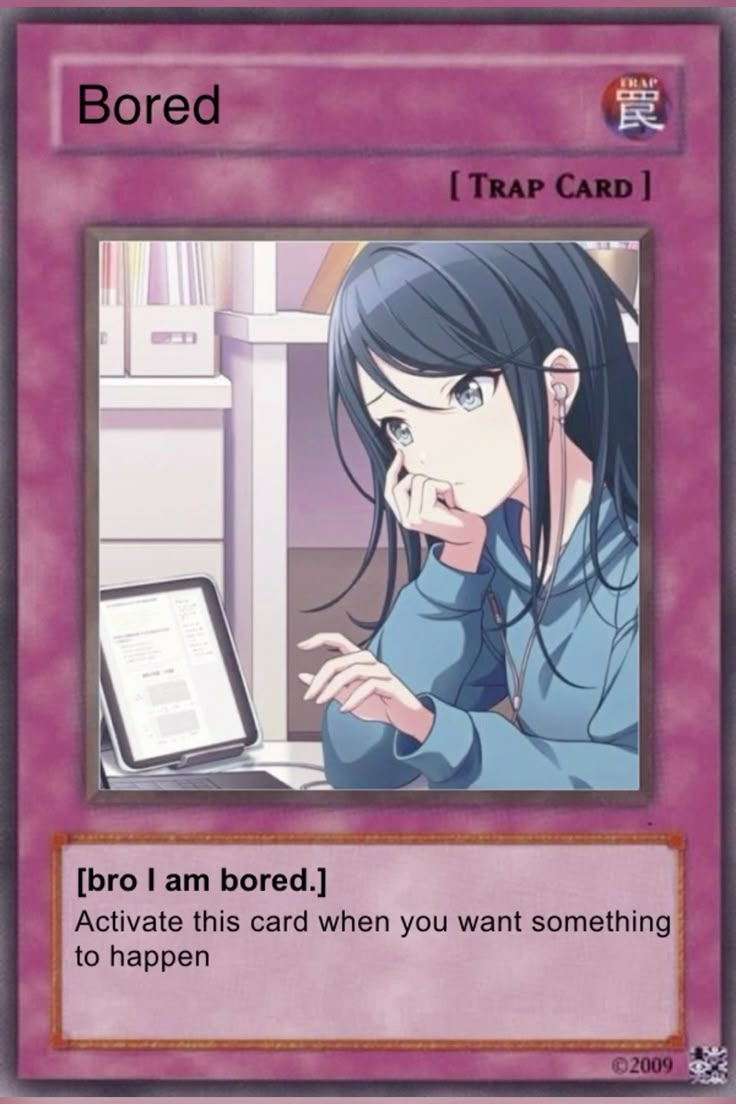 Bored
TRAP
罠
[ TRAP CARD ]
[bro I am bored.]
Activate this card when you want something
to happen
©2009